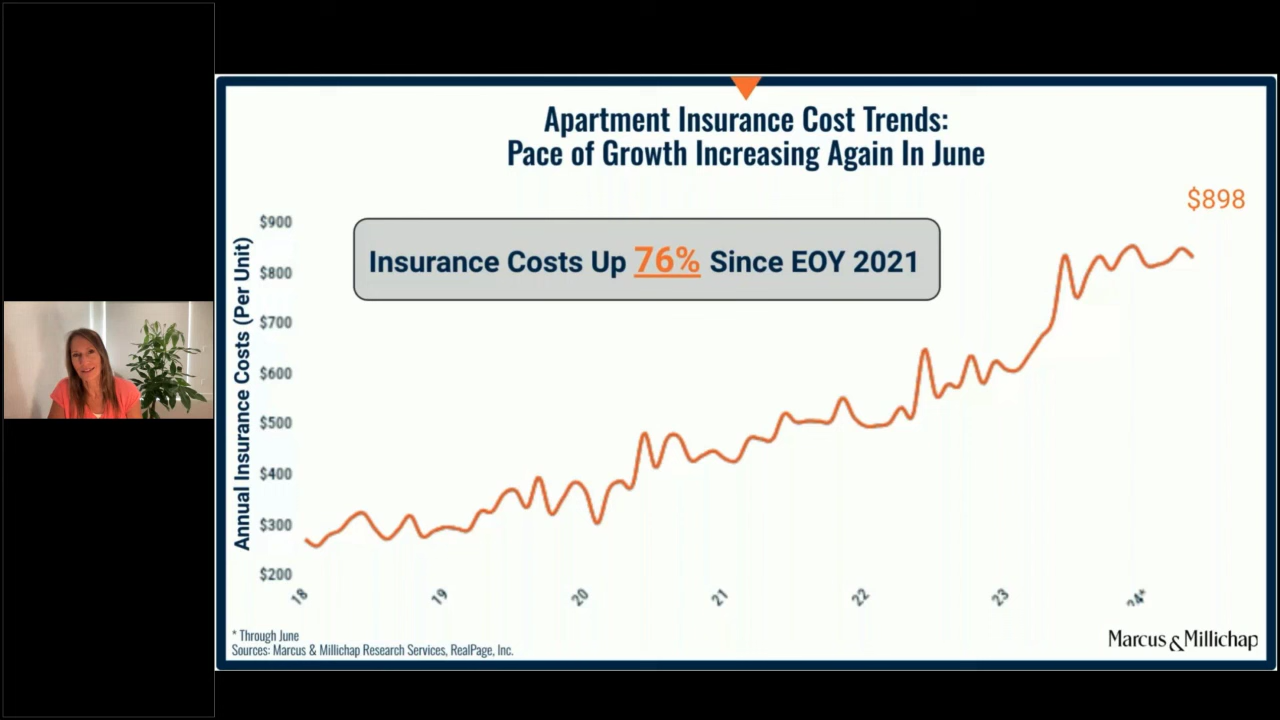 Apartment Insurance Cost Trends:
Pace of Growth Increasing Again In June
$898
Insurance Costs Up 76% Since EOY 2021
Annual Insurance Costs (Per Unit)
$900
$800
$700
$600
$500
$400
$300
$200
18
19
20
21
22
23
24*
* Through June
Sources: Marcus & Millichap Research Services, RealPage, Inc.
Marcus & Millichap